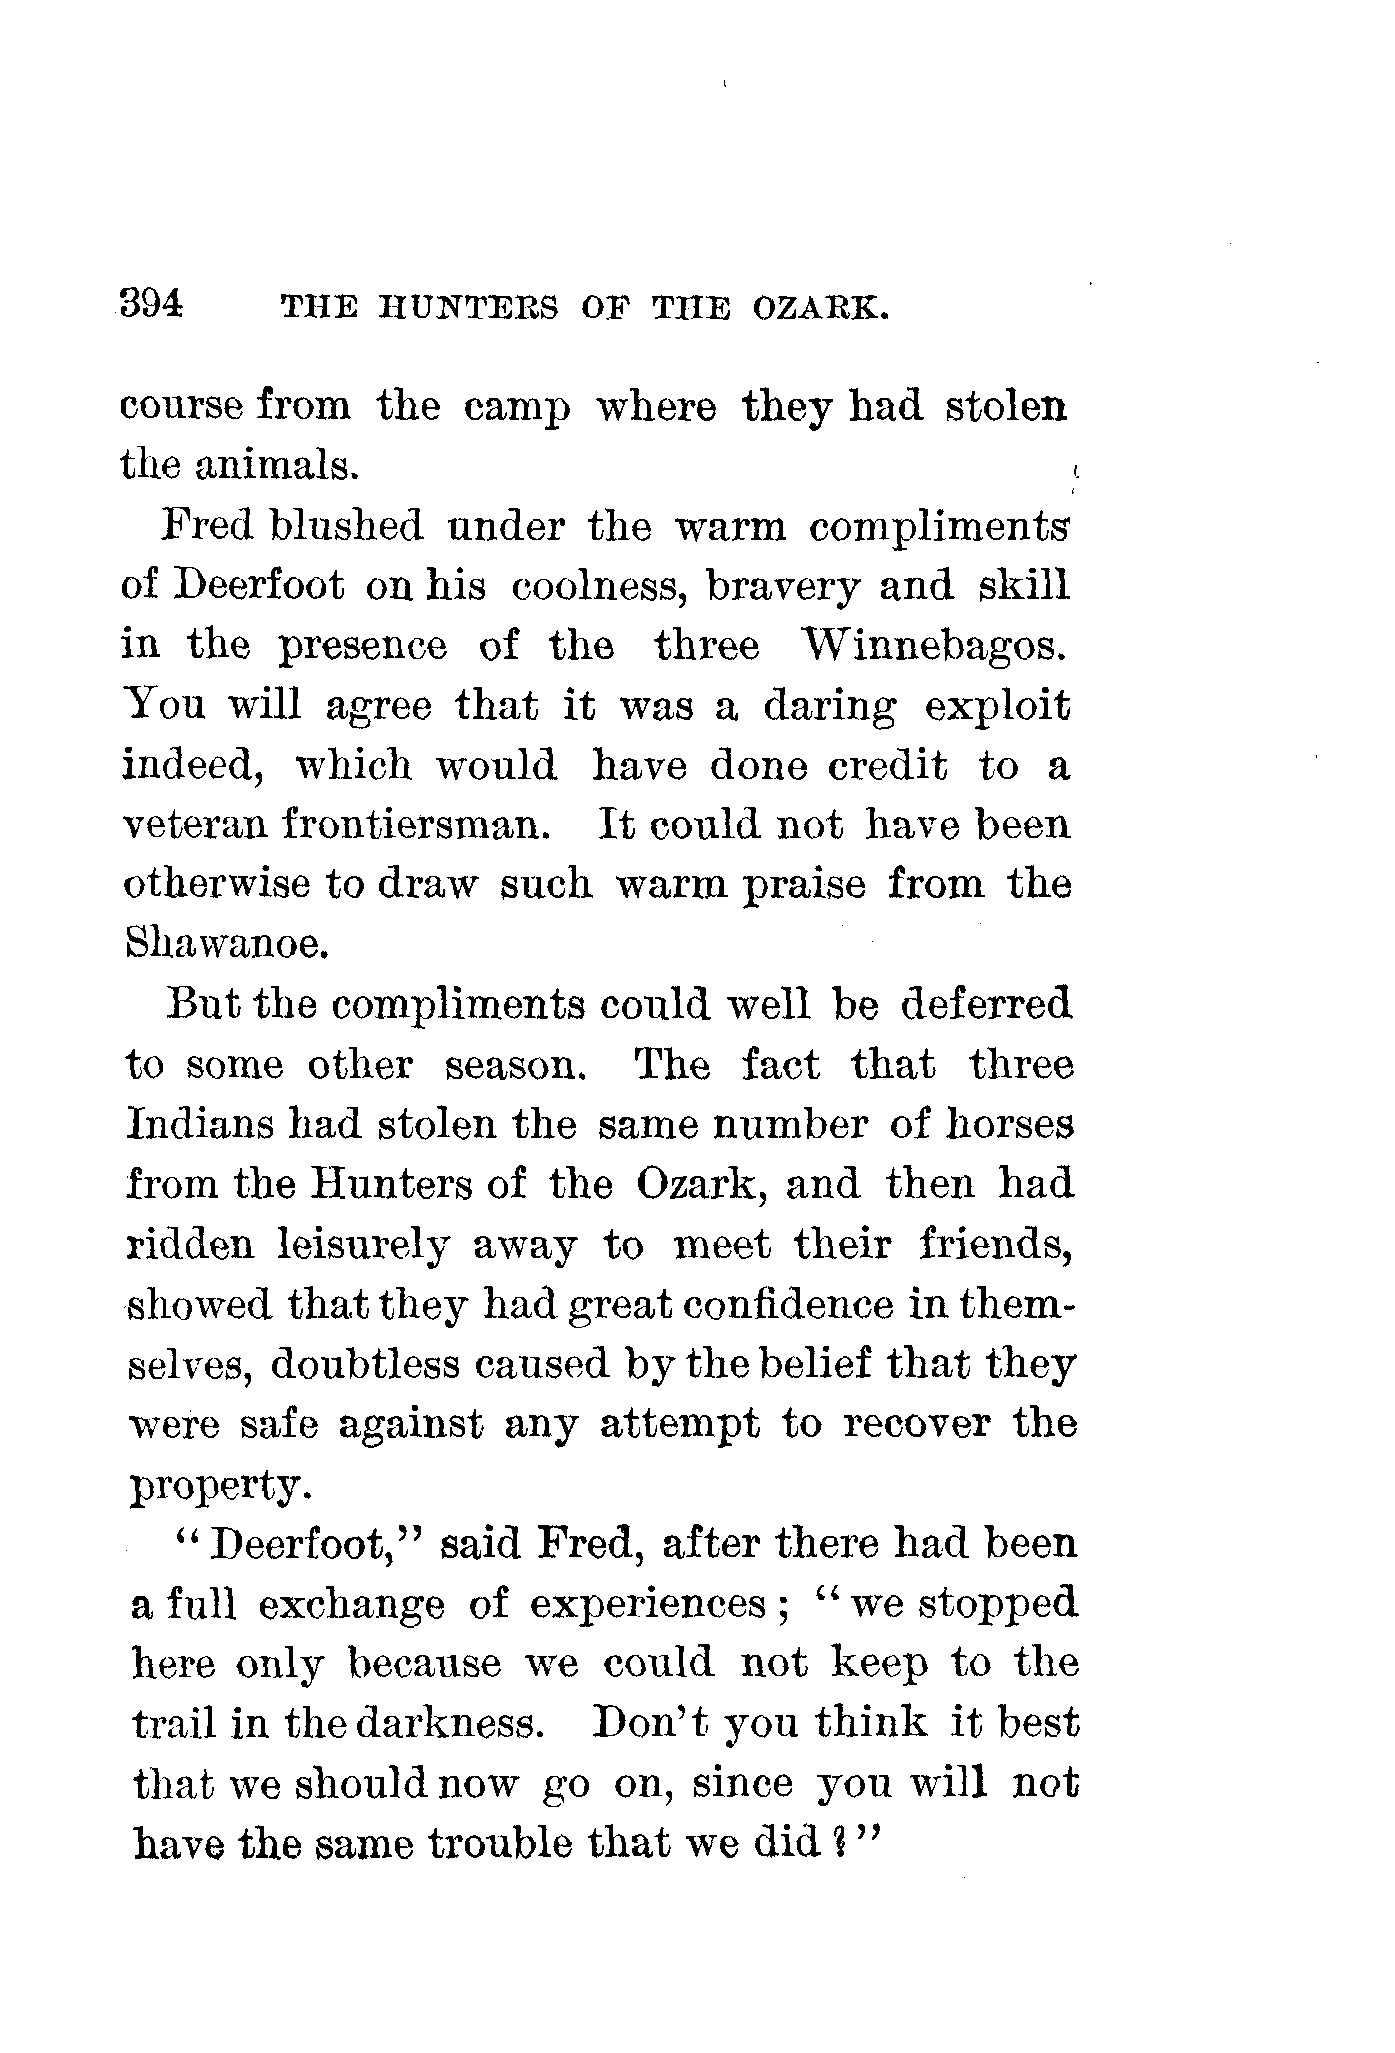 394 THE HUNTERS OF THE OZARK.
course from the camp where they had stolen
the animals.
Fred blushed under the warm compliments
of Deerfoot on his coolness, bravery and skill
in the presence of the three Winnebagos.
You will agree that it was a daring exploit
indeed, which would have done credit to a
veteran frontiersman. It could not have been
otherwise to draw such warm praise from the
Shawanoe.
But the compliments could well be deferred
to some other season. The fact that three
Indians had stolen the same number of horses
from the Hunters of the Ozark, and then had
ridden leisurely away to meet their friends,
showed that they had great confidence in them-
selves, doubtless caused by the belief that they
were safe against any attempt to recover the
property.
“Deerfoot,” said Fred, after there had been
a full exchange of experiences; “we stopped
here only because we could not keep to the
trail in the darkness. Don’t you think it best
that we should now go on, since you will not
have the same trouble that we did?”